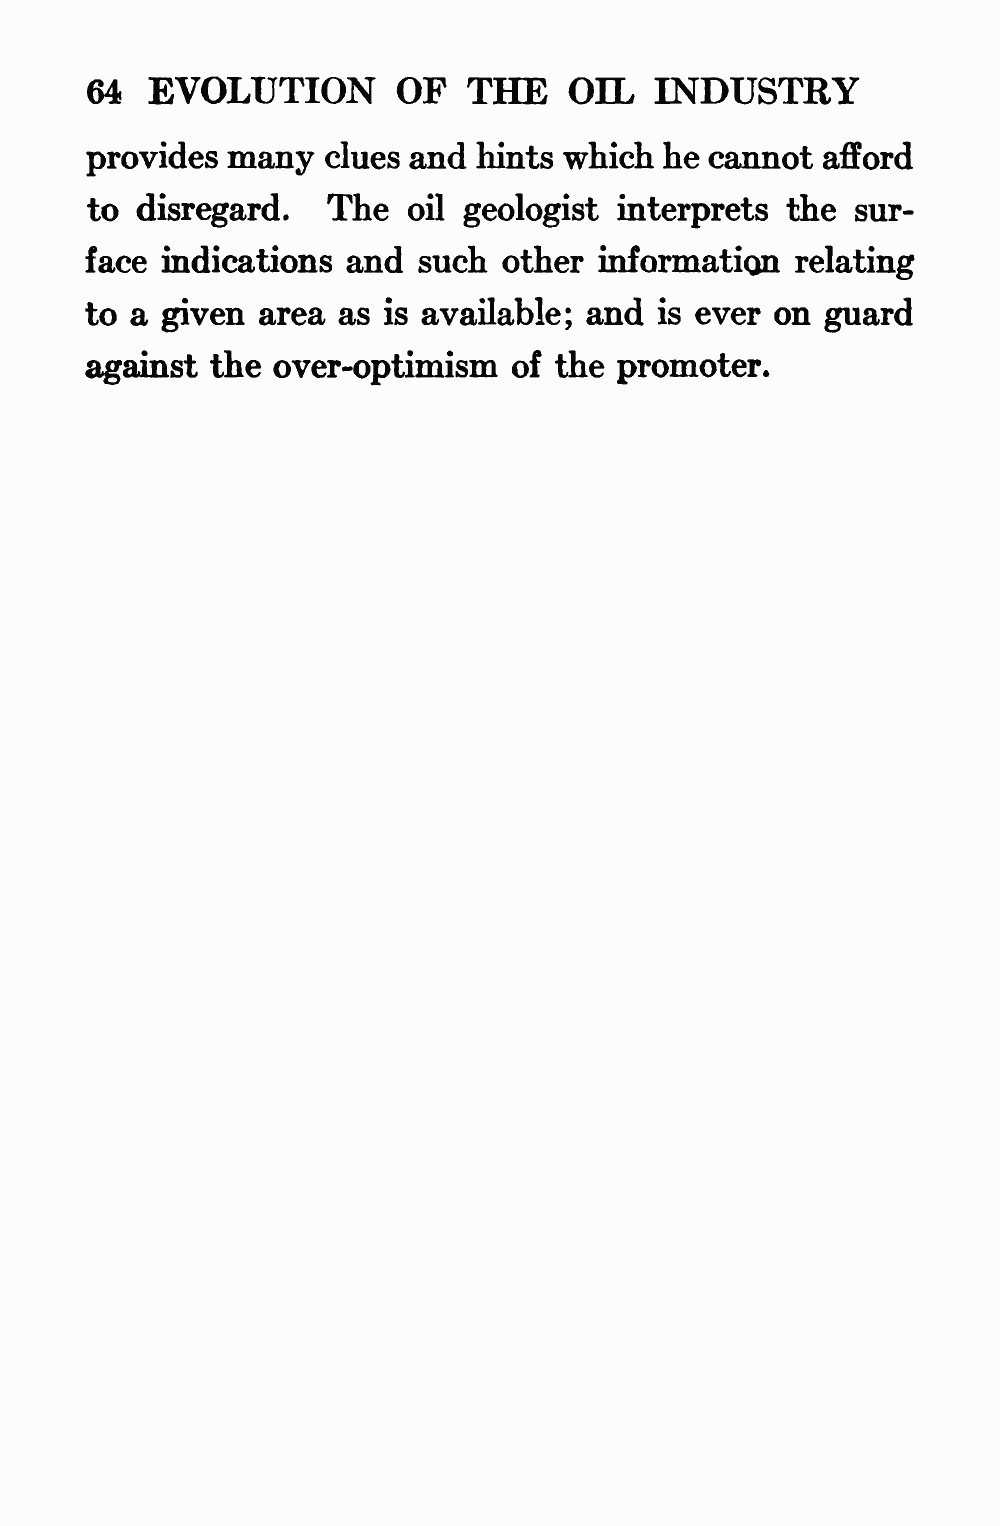 64 EVOLUTION OF THE OIL INDUSTRY
provides many clues and hints which he cannot afford
to disregard. The oil geologist interprets the sur-
face indications and such other information relating
to a given area as is available; and is ever on guard
against the over-optimism of the promoter.